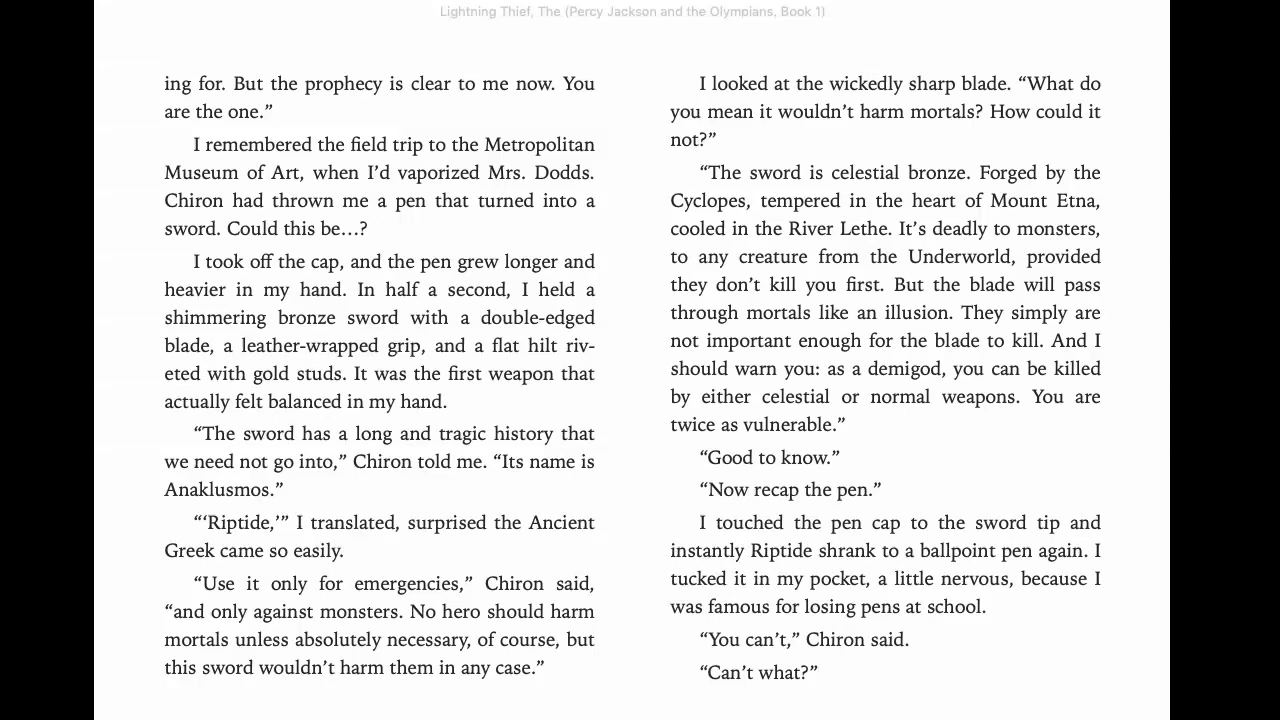 Lightning Thief, The (Percy Jackson and the Olympians, Book 1)
ing for. But the prophecy is clear to me now. You
are the one.”
I remembered the field trip to the Metropolitan
Museum of Art, when I’d vaporized Mrs. Dodds.
Chiron had thrown me a pen that turned into a
sword. Could this be…?
I took off the cap, and the pen grew longer and
heavier in my hand. In half a second, I held a
shimmering bronze sword with a double-edged
blade, a leather-wrapped grip, and a flat hilt riv-
eted with gold studs. It was the first weapon that
actually felt balanced in my hand.
“The sword has a long and tragic history that
we need not go into,” Chiron told me. “Its name is
Anaklusmos.”
“‘Riptide,’” I translated, surprised the Ancient
Greek came so easily.
“Use it only for emergencies,” Chiron said,
“and only against monsters. No hero should harm
mortals unless absolutely necessary, of course, but
this sword wouldn’t harm them in any case.”
I looked at the wickedly sharp blade. “What do
you mean it wouldn’t harm mortals? How could it
not?”
“The sword is celestial bronze. Forged by the
Cyclopes, tempered in the heart of Mount Etna,
cooled in the River Lethe. It’s deadly to monsters,
to any creature from the Underworld, provided
they don’t kill you first. But the blade will pass
through mortals like an illusion. They simply are
not important enough for the blade to kill. And I
should warn you: as a demigod, you can be killed
by either celestial or normal weapons. You are
twice as vulnerable.”
“Good to know.”
“Now recap the pen.”
I touched the pen cap to the sword tip and
instantly Riptide shrank to a ballpoint pen again. I
tucked it in my pocket, a little nervous, because I
was famous for losing pens at school.
“You can’t,” Chiron said.
“Can’t what?”